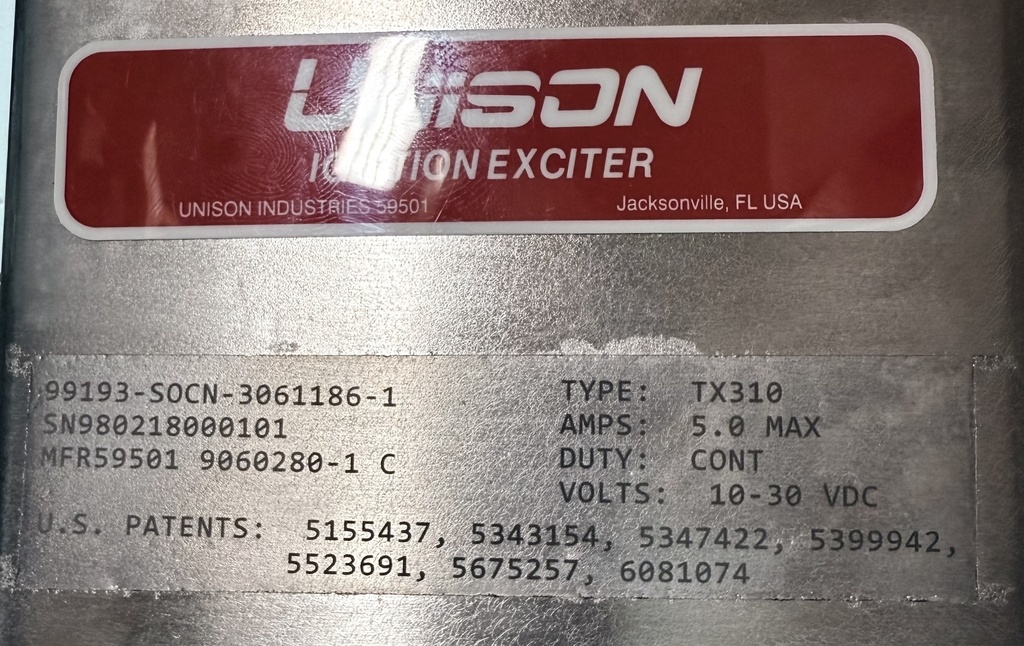 UNISON
IGNITION EXCITER
UNISON INDUSTRIES 59501 Jacksonville, FL USA
99193-SOCN-3061186-1 TYPE: TX310
SN980218000101 AMPS: 5.0 MAX
MFR59501 9060280-1 C DUTY: CONT
VOLTS: 10-30 VDC
U.S. PATENTS: 5155437, 5343154, 5347422, 5399942,
5523691, 5675257, 6081074